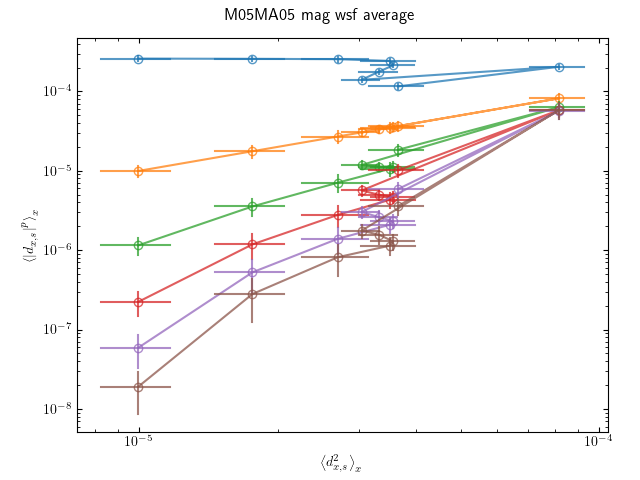 M05MA05 mag wsf average
10⁻⁴
10⁻⁵
10⁻⁶
10⁻⁷
10⁻⁸
⟨|d_{x,s}|^p⟩_x
10⁻⁵ 10⁻⁴
⟨d²_{x,s}⟩_x